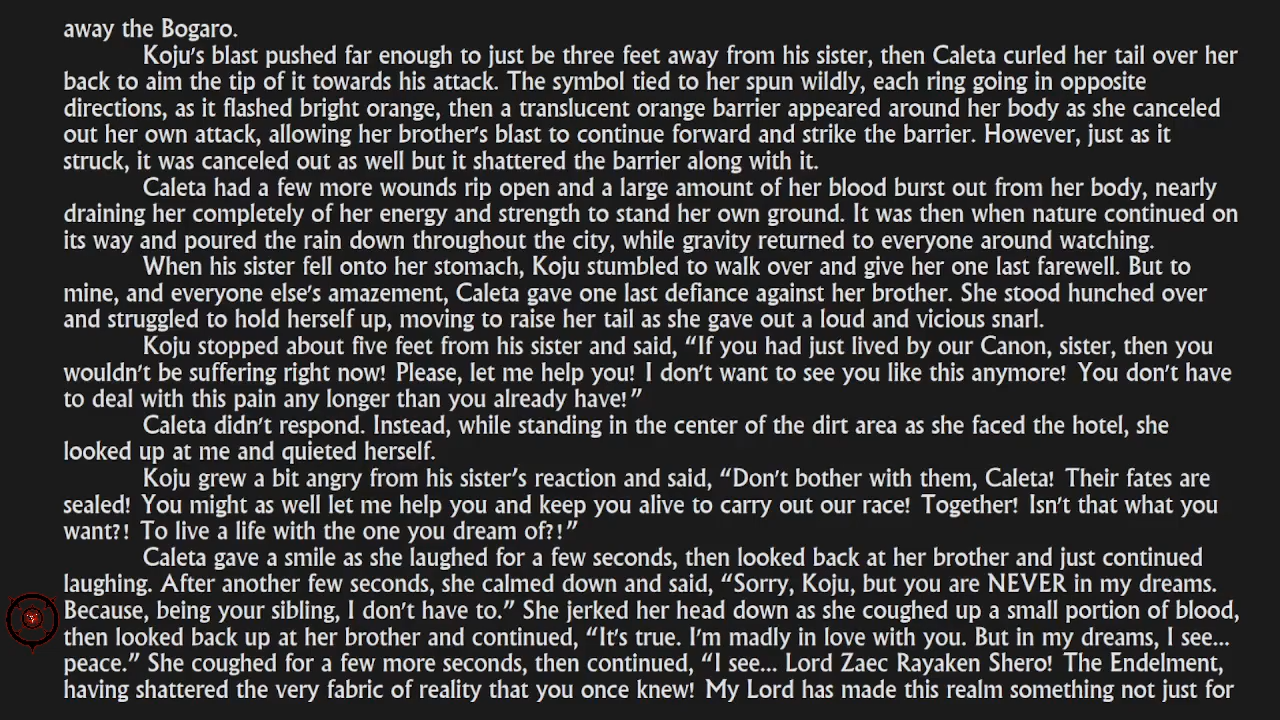 away the Bogaro.
Koju's blast pushed far enough to just be three feet away from his sister, then Caleta curled her tail over her
back to aim the tip of it towards his attack. The symbol tied to her spun wildly, each ring going in opposite
directions, as it flashed bright orange, then a translucent orange barrier appeared around her body as she canceled
out her own attack, allowing her brother's blast to continue forward and strike the barrier. However, just as it
struck, it was canceled out as well but it shattered the barrier along with it.
Caleta had a few more wounds rip open and a large amount of her blood burst out from her body, nearly
draining her completely of her energy and strength to stand her own ground. It was then when nature continued on
its way and poured the rain down throughout the city, while gravity returned to everyone around watching.
When his sister fell onto her stomach, Koju stumbled to walk over and give her one last farewell. But to
mine, and everyone else's amazement, Caleta gave one last defiance against her brother. She stood hunched over
and struggled to hold herself up, moving to raise her tail as she gave out a loud and vicious snarl.
Koju stopped about five feet from his sister and said, “If you had just lived by our Canon, sister, then you
wouldn't be suffering right now! Please, let me help you! I don't want to see you like this anymore! You don't have
to deal with this pain any longer than you already have!”
Caleta didn't respond. Instead, while standing in the center of the dirt area as she faced the hotel, she
looked up at me and quieted herself.
Koju grew a bit angry from his sister's reaction and said, “Don't bother with them, Caleta! Their fates are
sealed! You might as well let me help you and keep you alive to carry out our race! Together! Isn't that what you
want?! To live a life with the one you dream of?!”
Caleta gave a smile as she laughed for a few seconds, then looked back at her brother and just continued
laughing. After another few seconds, she calmed down and said, “Sorry, Koju, but you are NEVER in my dreams.
Because, being your sibling, I don't have to.” She jerked her head down as she coughed up a small portion of blood,
then looked back up at her brother and continued, “It's true. I'm madly in love with you. But in my dreams, I see...
peace.” She coughed for a few more seconds, then continued, “I see... Lord Zaec Rayaken Shero! The Endelment,
having shattered the very fabric of reality that you once knew! My Lord has made this realm something not just for